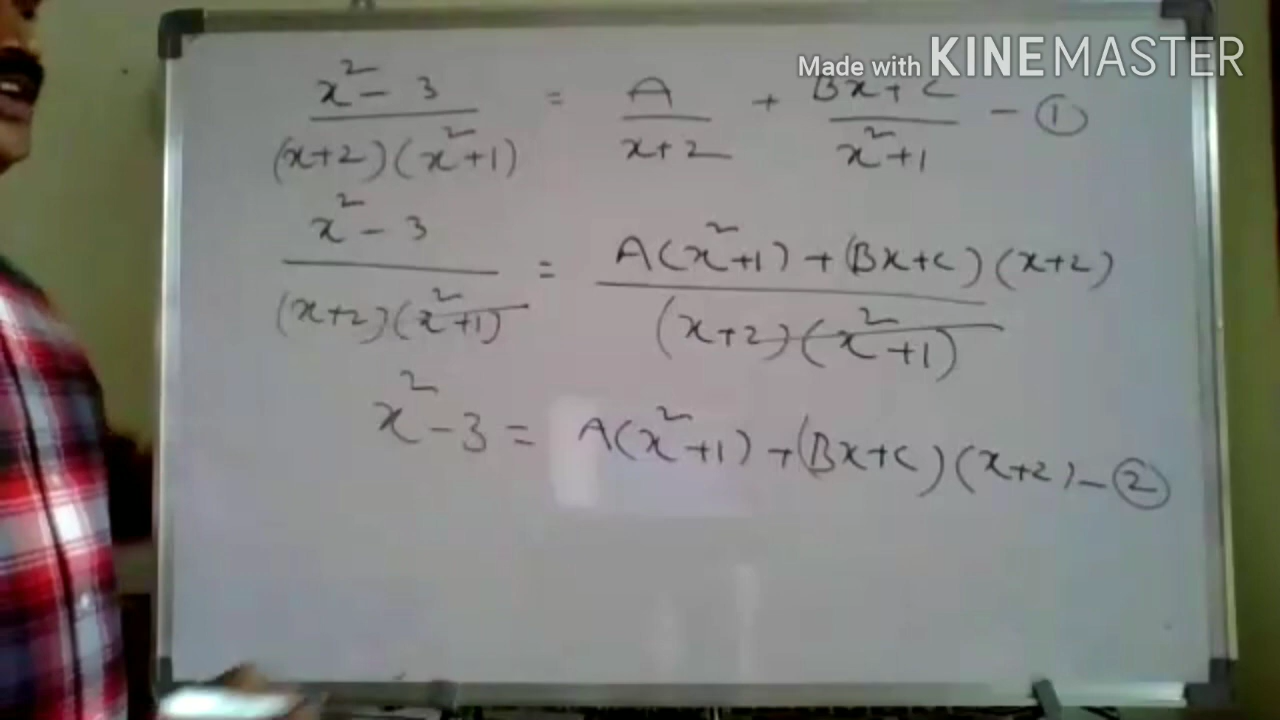 Made with KINEMASTER
x² - 3 / (x+2)(x²+1) = A / x+2 + Bx+C / x²+1 - ①
x² - 3 / (x+2)(x²+1) = A(x²+1)+(Bx+C)(x+2) / (x+2)(x²+1)
x²-3 = A(x²+1)+(Bx+C)(x+2) - ②